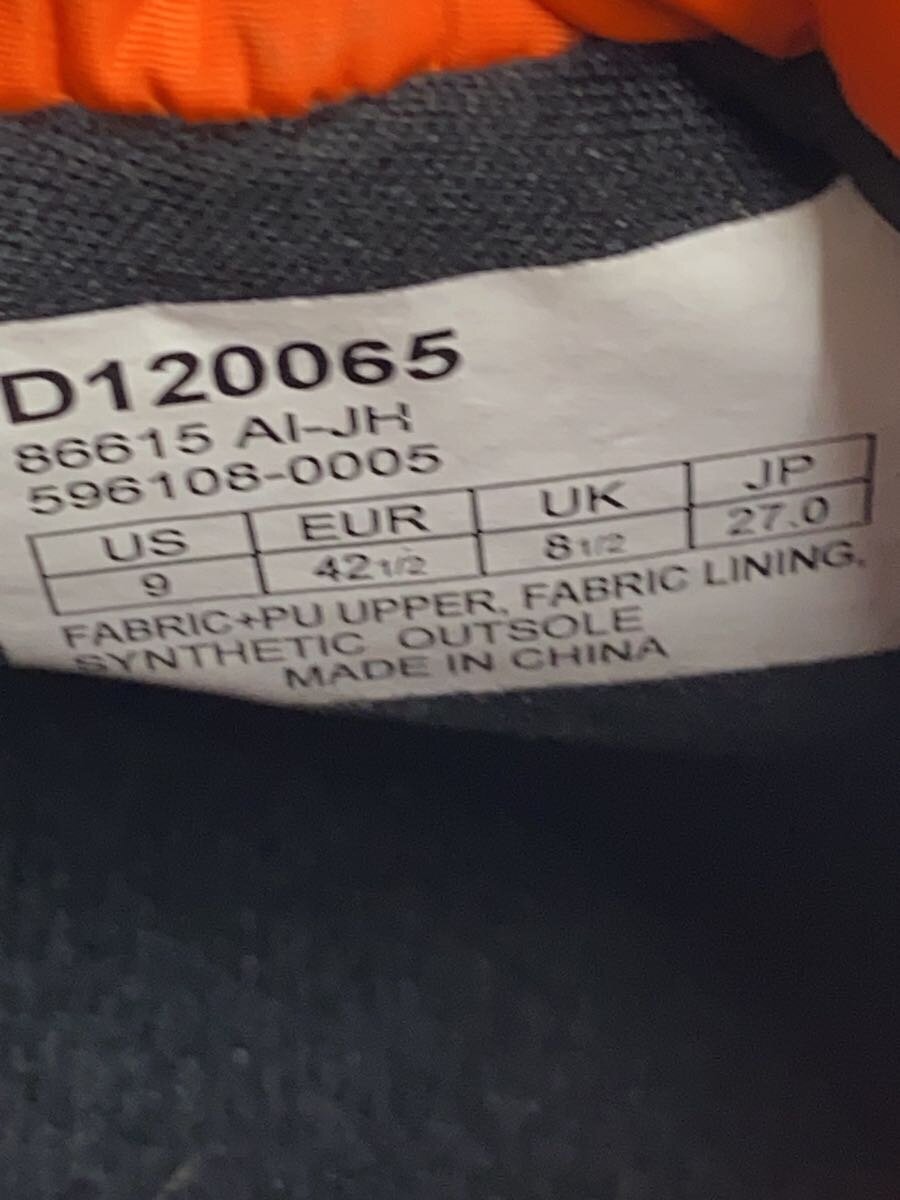 D120065
86615 AI-JH
596108-0005
US EUR UK JP
9 42 1/2 8 1/2 27.0
FABRIC+PU UPPER, FABRIC LINING,
SYNTHETIC OUTSOLE
MADE IN CHINA